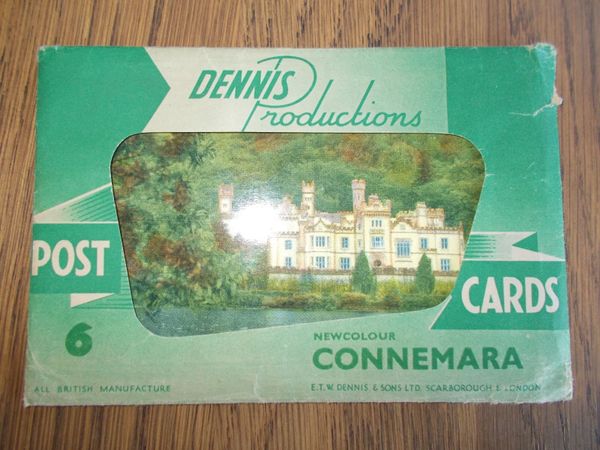 DENNIS
Productions
POST
CARDS
6
NEWCOLOUR
CONNEMARA
ALL BRITISH MANUFACTURE
E.T.W. DENNIS & SONS LTD. SCARBOROUGH & LONDON